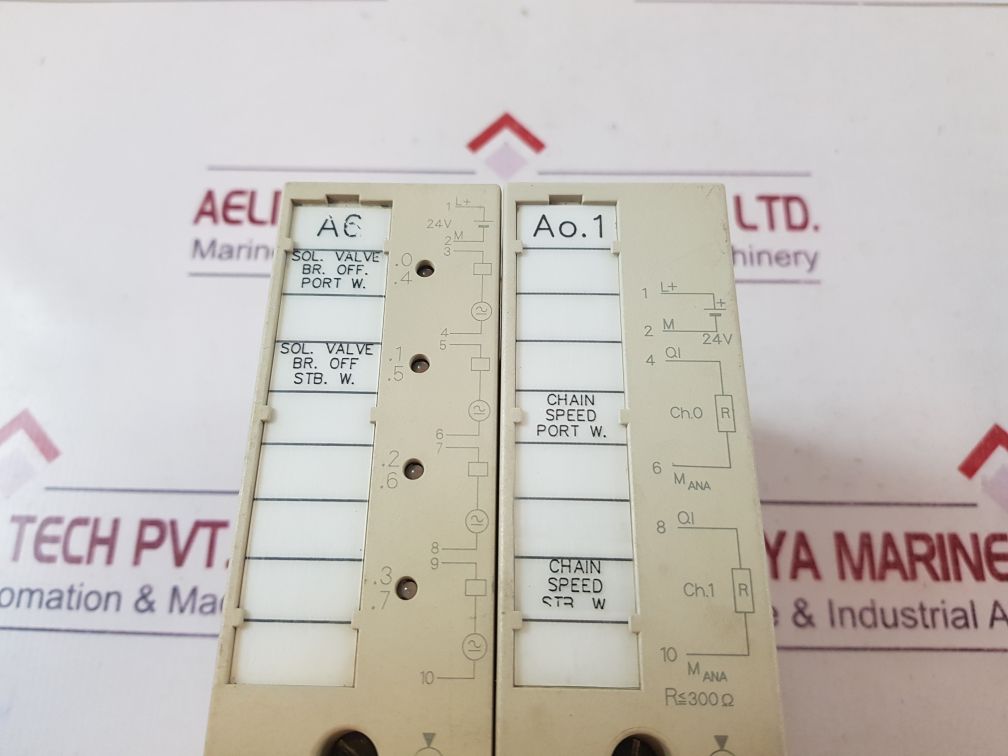 AELI
LTD.
Marin
hinery
A6
SOL. VALVE
BR. OFF.
PORT W.
SOL. VALVE
BR. OFF
STB. W.
.0
.4
.1
.5
.2
.6
.3
.7
1 L+
24V
2 M
3
4
5
6
7
8
9
10
Ao.1
CHAIN
SPEED
PORT W.
CHAIN
SPEED
STB W
1 L+
+
2 M
24V
4 QI
Ch.0 R
6
M ANA
8 QI
Ch.1 R
10
M ANA
R≤300Ω
TECH PVT.
omation & Ma
YA MARINE
e & Industrial A